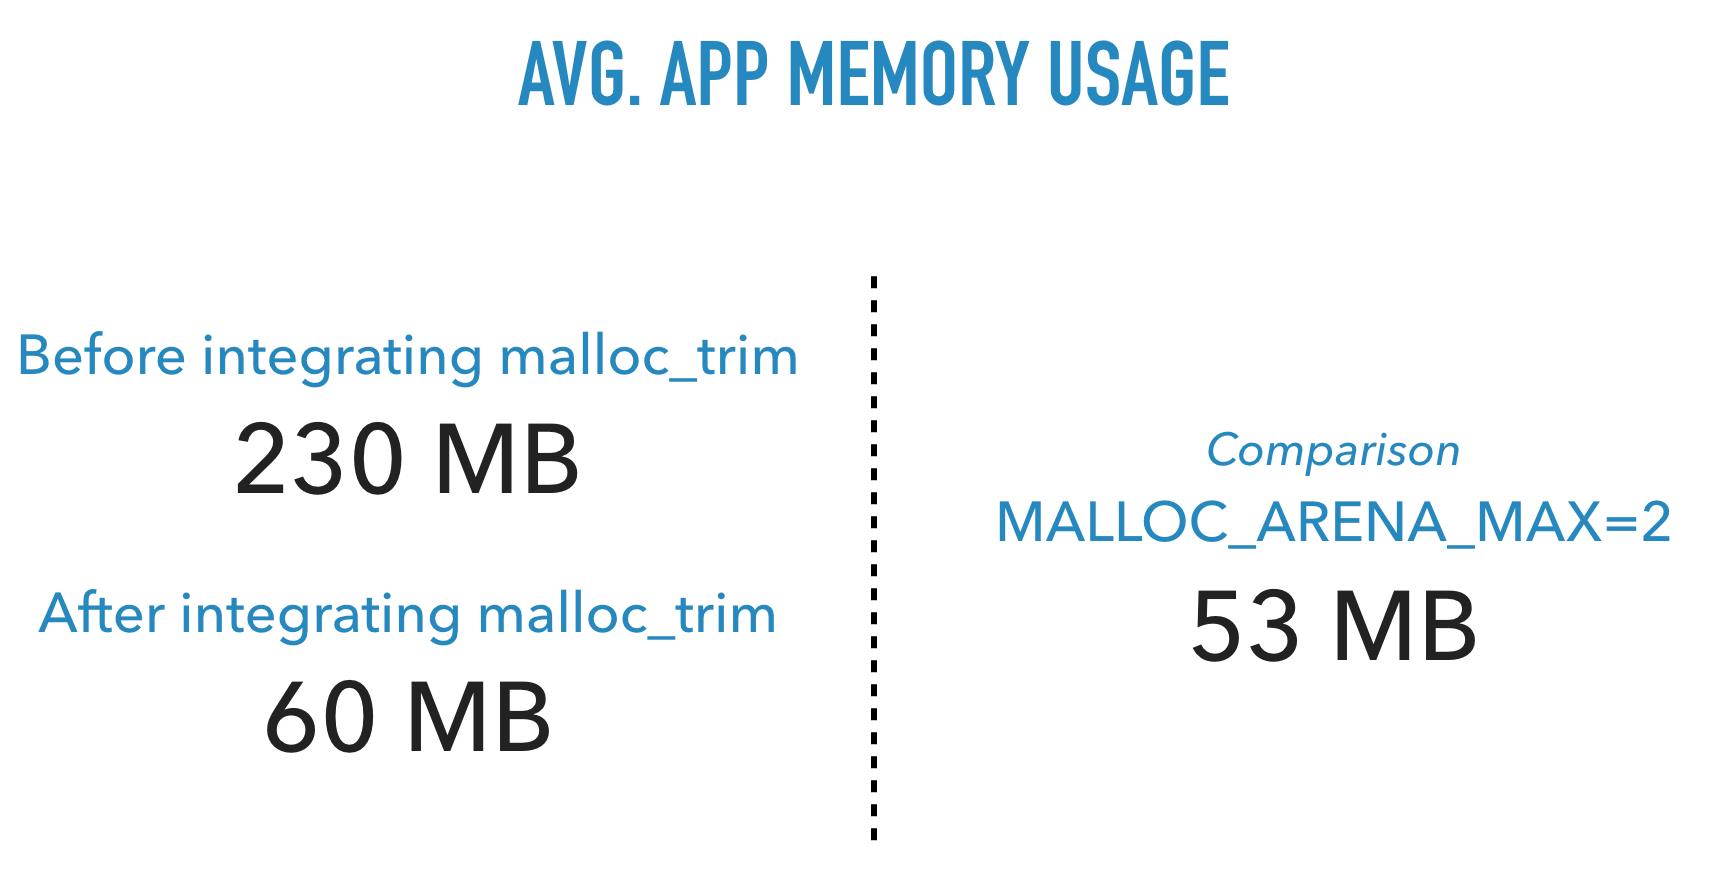 AVG. APP MEMORY USAGE
Before integrating malloc_trim
230 MB
After integrating malloc_trim
60 MB
Comparison
MALLOC_ARENA_MAX=2
53 MB